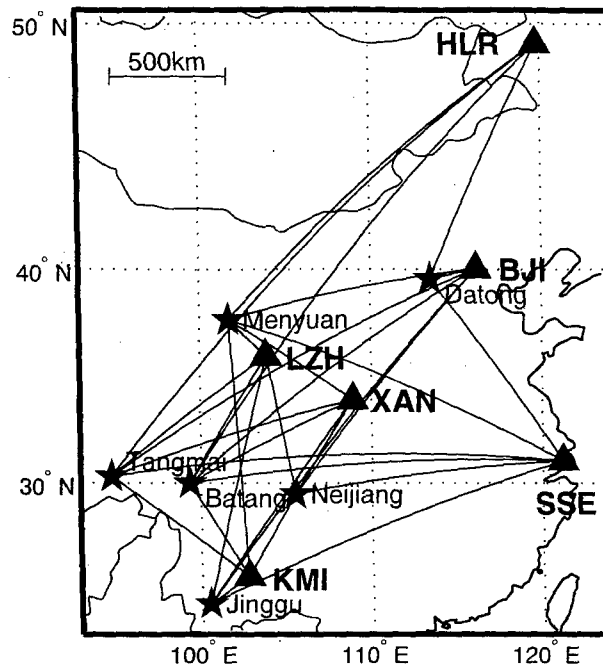 50° N
HLR
500km
40° N
BJI
Datong
Menyuan
LZH
XAN
Tangmai
30° N
Batang
Neijiang
SSE
KMI
Jinggu
100° E
110° E
120° E